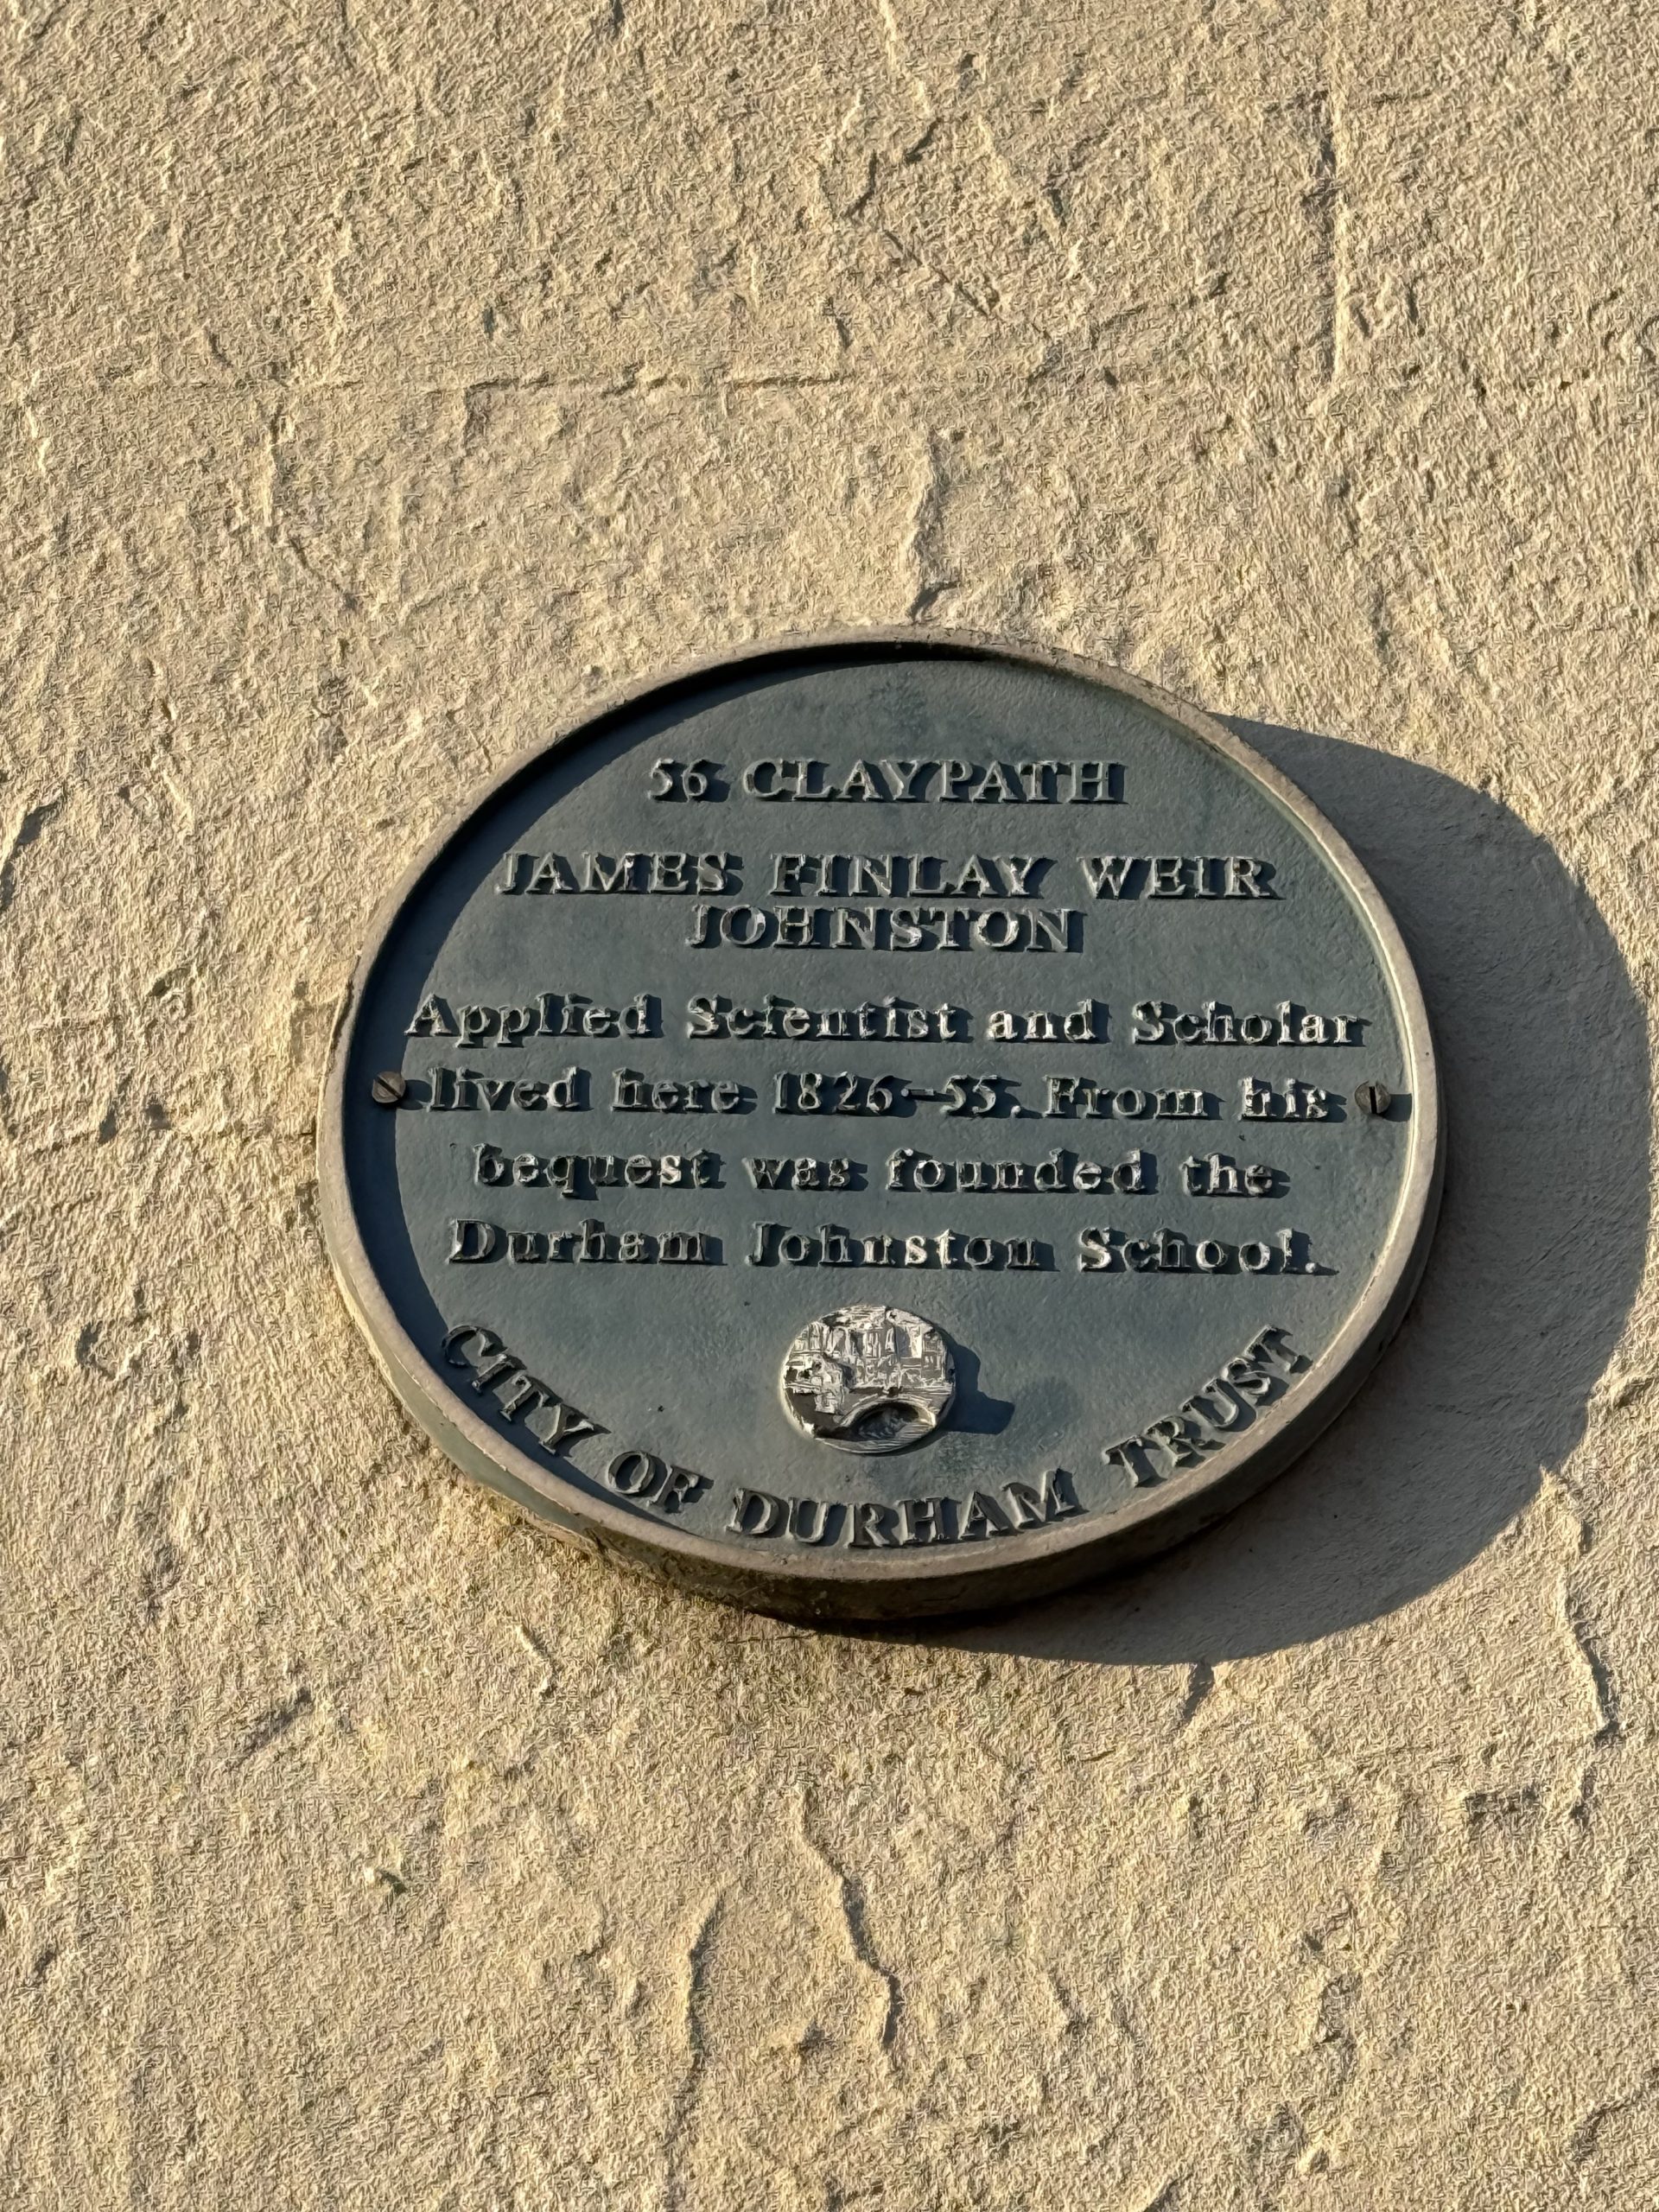 56 CLAYPATH
JAMES FINLAY WEIR
JOHNSTON
Applied Scientist and Scholar
lived here 1826-55. From his
bequest was founded the
Durham Johnston School.
CITY OF DURHAM TRUST